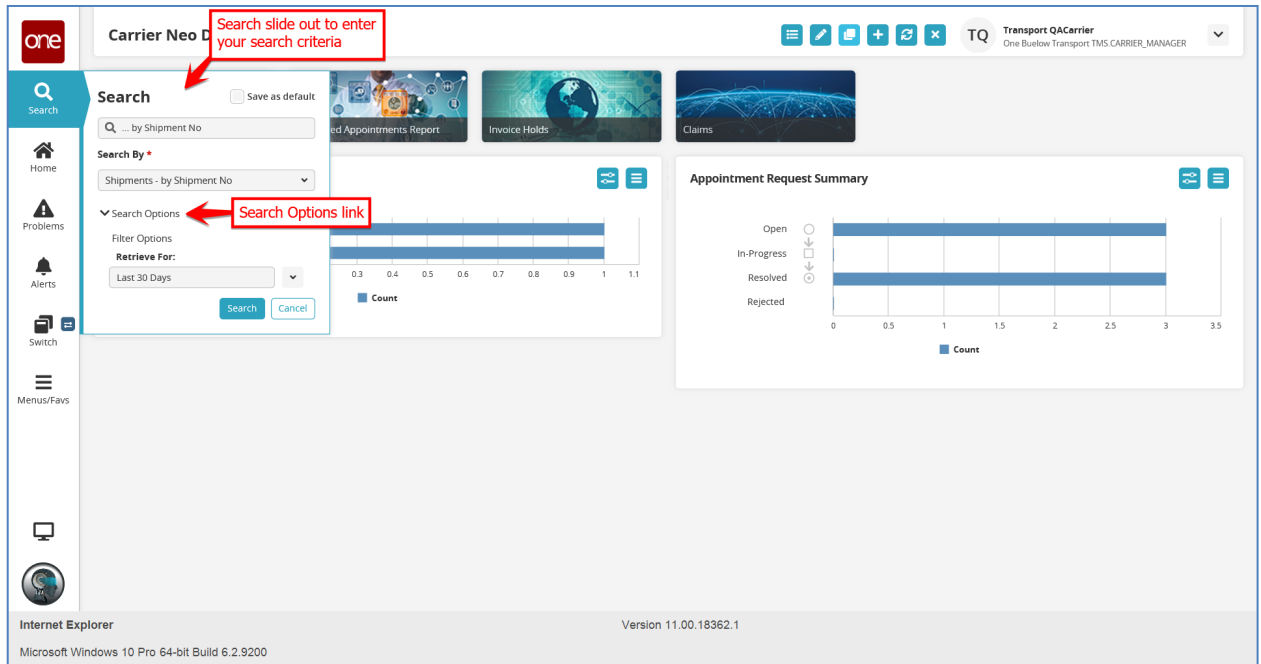 one
Carrier Neo D
Search slide out to enter
your search criteria
TQ
Transport QACarrier
One Buelow Transport TMS.CARRIER_MANAGER
Search
Home
Problems
Alerts
Switch
Menus/Favs
Search
Save as default
... by Shipment No
Search By *
Shipments - by Shipment No
Search Options
Search Options link
Filter Options
Retrieve For:
Last 30 Days
Search
Cancel
ed Appointments Report
Invoice Holds
Claims
0.3 0.4 0.5 0.6 0.7 0.8 0.9 1 1.1
Count
Appointment Request Summary
Open
In-Progress
Resolved
Rejected
0 0.5 1 1.5 2 2.5 3 3.5
Count
Internet Explorer
Version 11.00.18362.1
Microsoft Windows 10 Pro 64-bit Build 6.2.9200